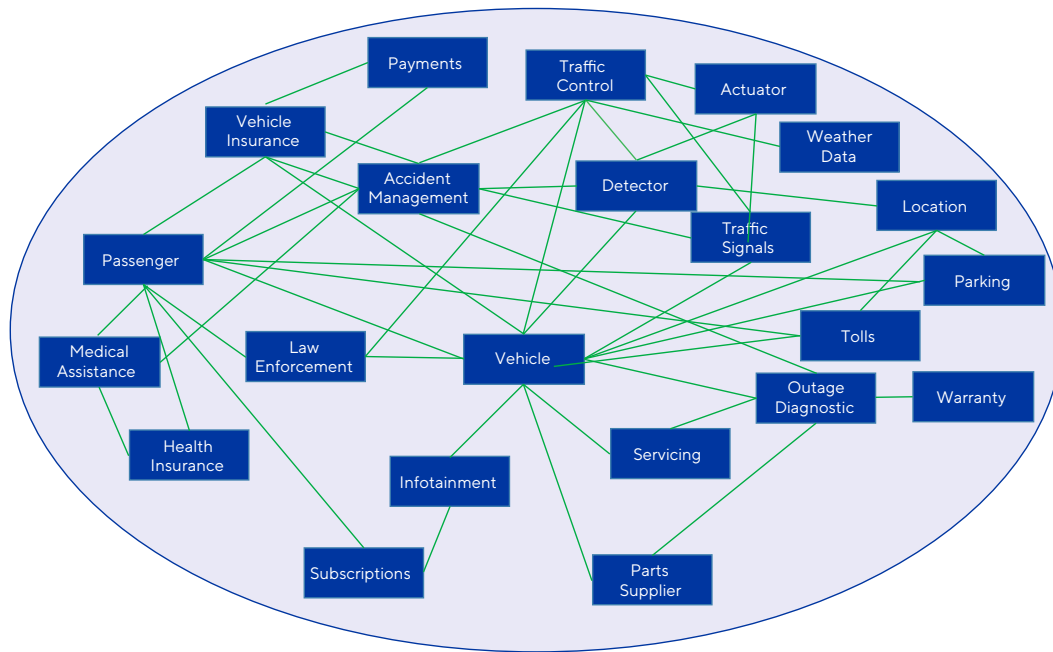 Payments
Traffic
Control
Actuator
Vehicle
Insurance
Weather
Data
Accident
Management
Detector
Location
Traffic
Signals
Passenger
Parking
Tolls
Medical
Assistance
Law
Enforcement
Vehicle
Outage
Diagnostic
Warranty
Health
Insurance
Servicing
Infotainment
Subscriptions
Parts
Supplier